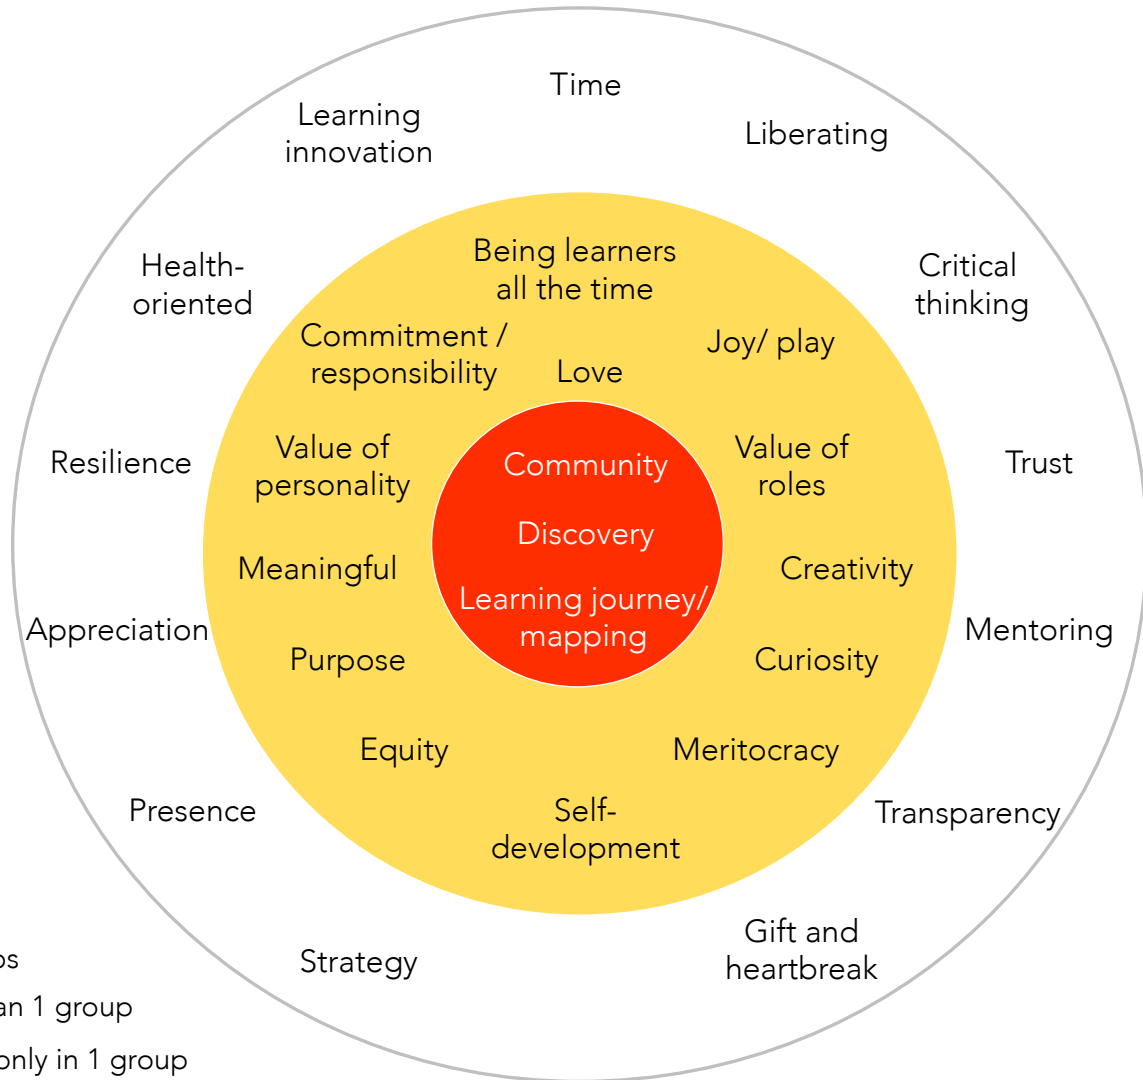 Time
Learning
innovation
Liberating
Health-
oriented
Being learners
all the time
Critical
thinking
Commitment /
responsibility
Joy/ play
Love
Resilience
Value of
personality
Community
Value of
roles
Trust
Discovery
Meaningful
Creativity
Learning journey/
mapping
Appreciation
Mentoring
Purpose
Curiosity
Equity
Meritocracy
Presence
Self-
development
Transparency
Strategy
Gift and
heartbreak
1 group
only in 1 group